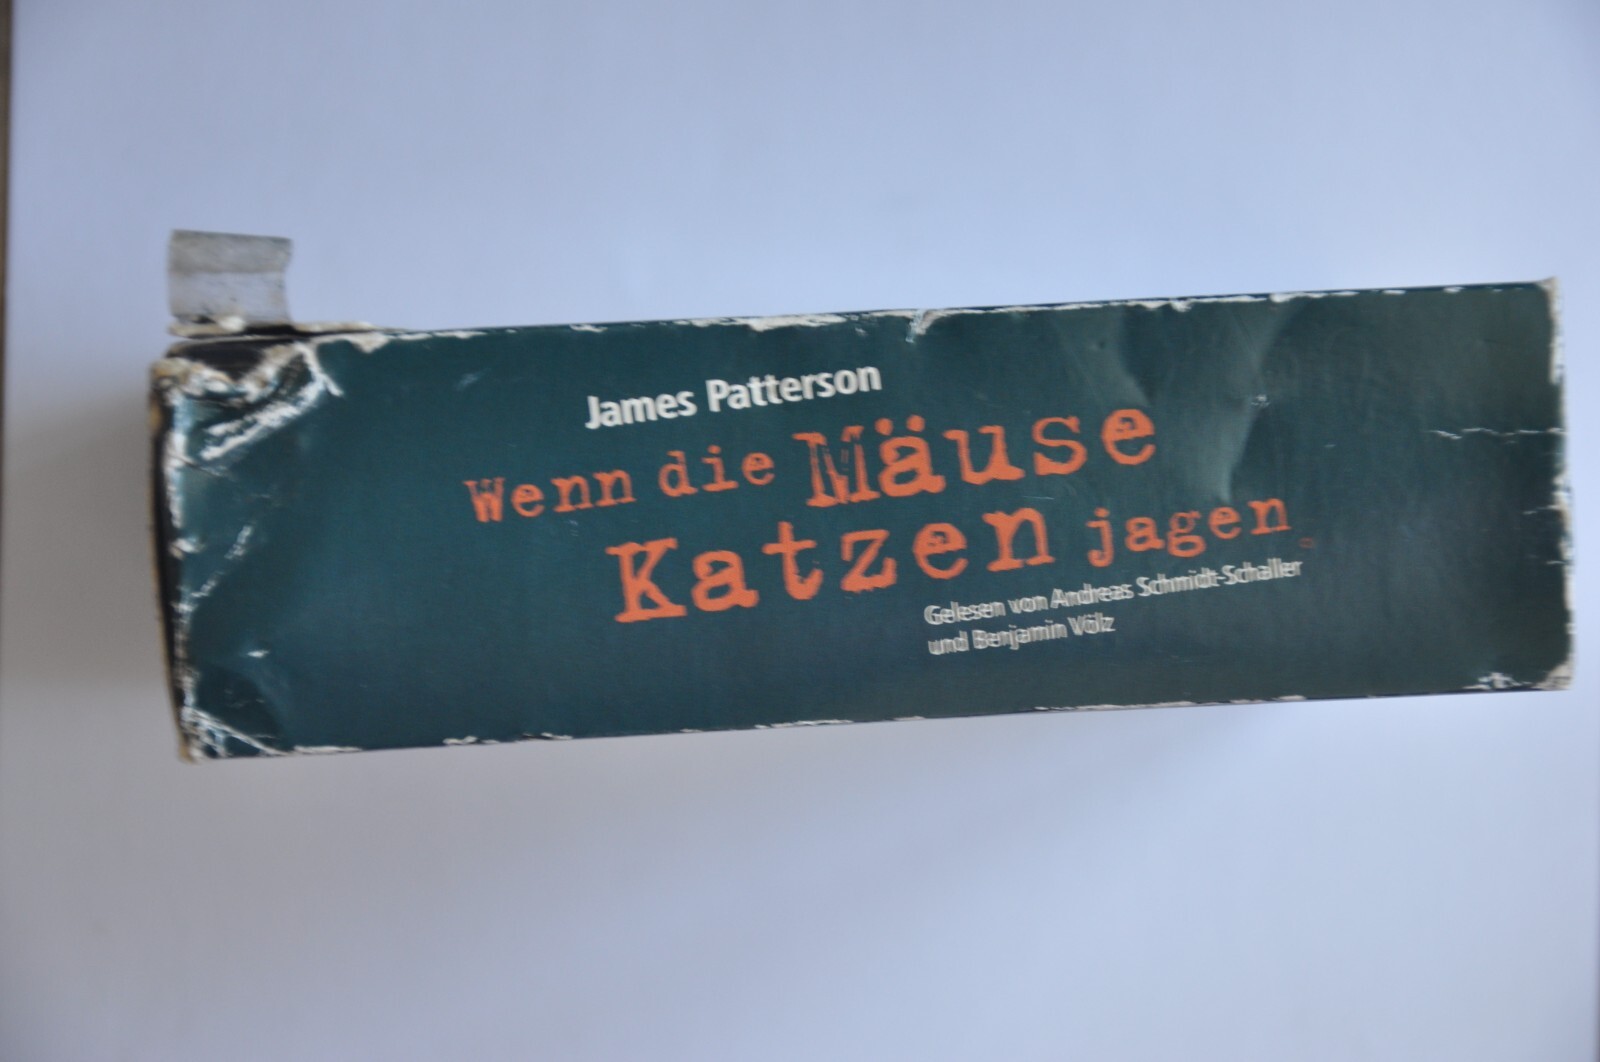 James Patterson
Wenn die Mäuse
Katzen jagen
Gelesen von Andreas Schmidt-Schaller
und Benjamin Völz